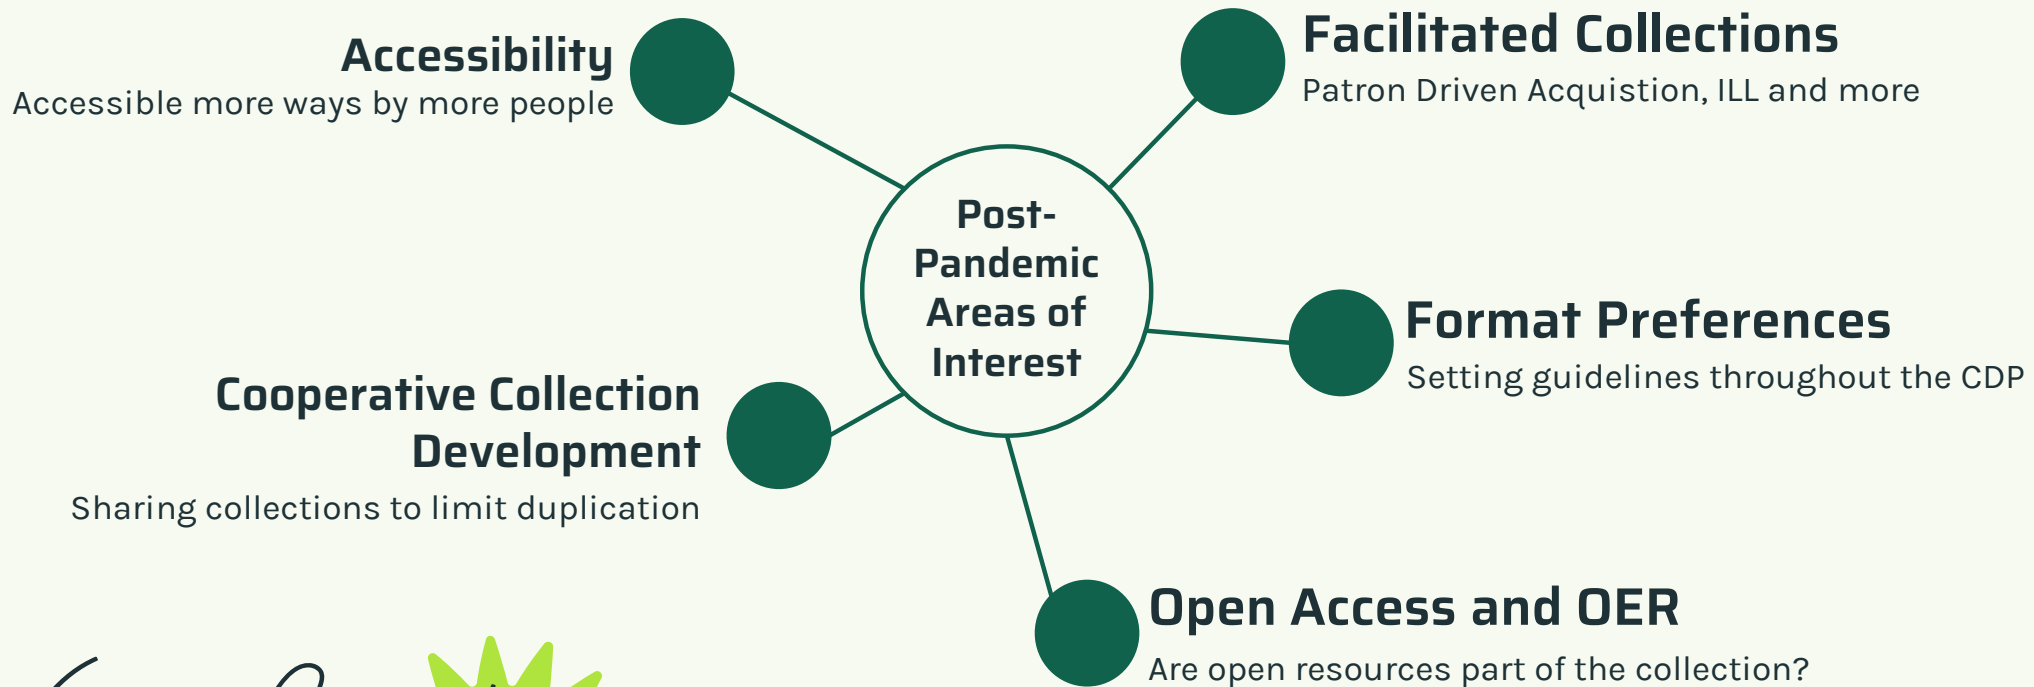 Accessibility
Accessible more ways by more people
Facilitated Collections
Patron Driven Acquistion, ILL and more
Post-
Pandemic
Areas of
Interest
Format Preferences
Setting guidelines throughout the CDP
Cooperative Collection
Development
Sharing collections to limit duplication
Open Access and OER
Are open resources part of the collection?